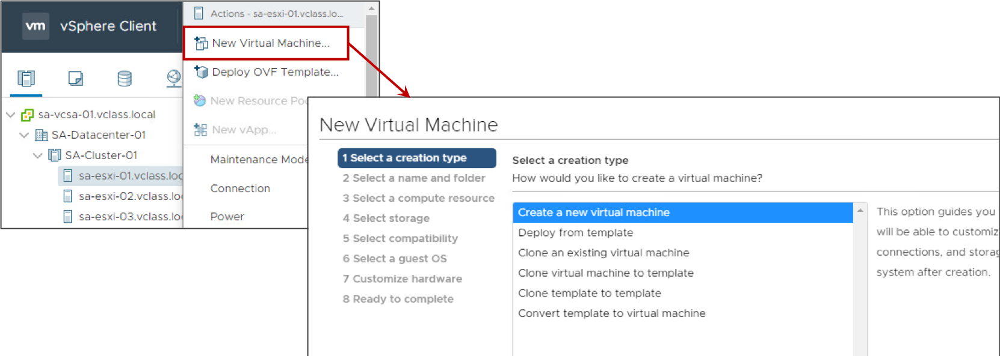 vm vSphere Client
sa-vcsa-01.vclass.local
SA-Datacenter-01
SA-Cluster-01
sa-esxi-01.vclass.loc
sa-esxi-02.vclass.lo
sa-esxi-03.vclass.lo
Actions - sa-esxi-01.vclass.lo...
New Virtual Machine...
Deploy OVF Template...
New Resource Po
New vApp...
Maintenance Mode
Connection
Power
New Virtual Machine
1 Select a creation type
2 Select a name and folder
3 Select a compute resource
4 Select storage
5 Select compatibility
6 Select a guest OS
7 Customize hardware
8 Ready to complete
Select a creation type
How would you like to create a virtual machine?
Create a new virtual machine
Deploy from template
Clone an existing virtual machine
Clone virtual machine to template
Clone template to template
Convert template to virtual machine
This option guides you
will be able to customiz
connections, and storag
system after creation.